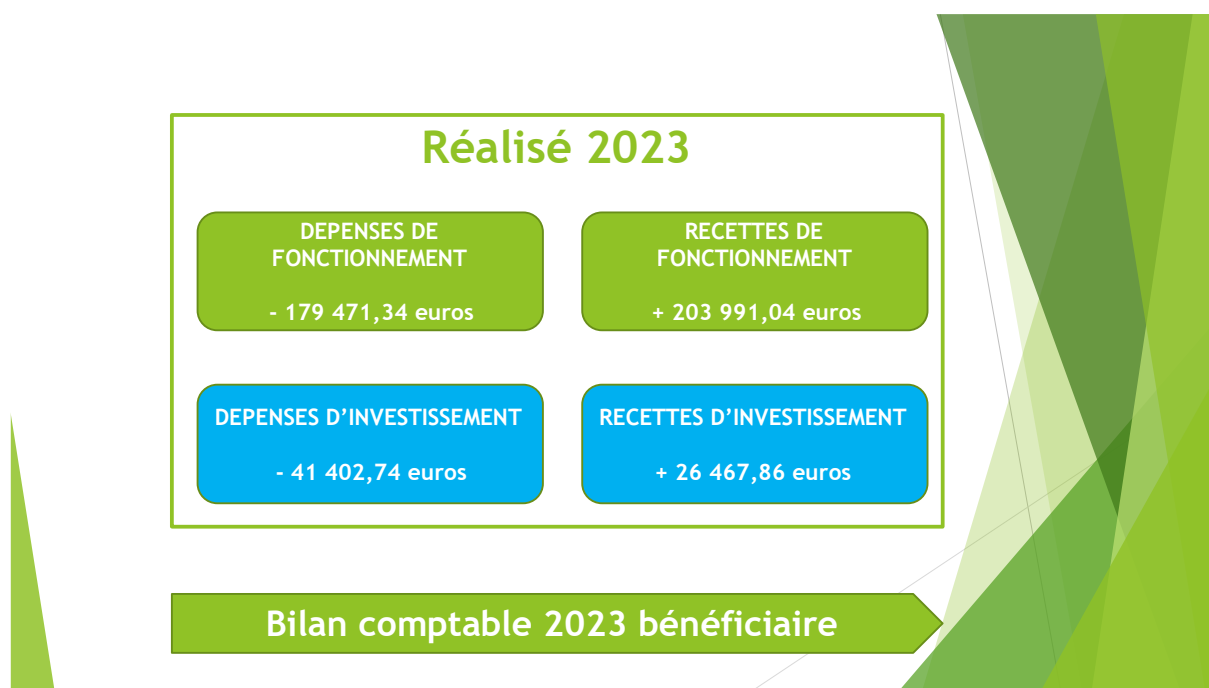 Réalisé 2023
DEPENSES DE
FONCTIONNEMENT
- 179 471,34 euros
RECETTES DE
FONCTIONNEMENT
+ 203 991,04 euros
DEPENSES D’INVESTISSEMENT
- 41 402,74 euros
RECETTES D’INVESTISSEMENT
+ 26 467,86 euros
Bilan comptable 2023 bénéficiaire